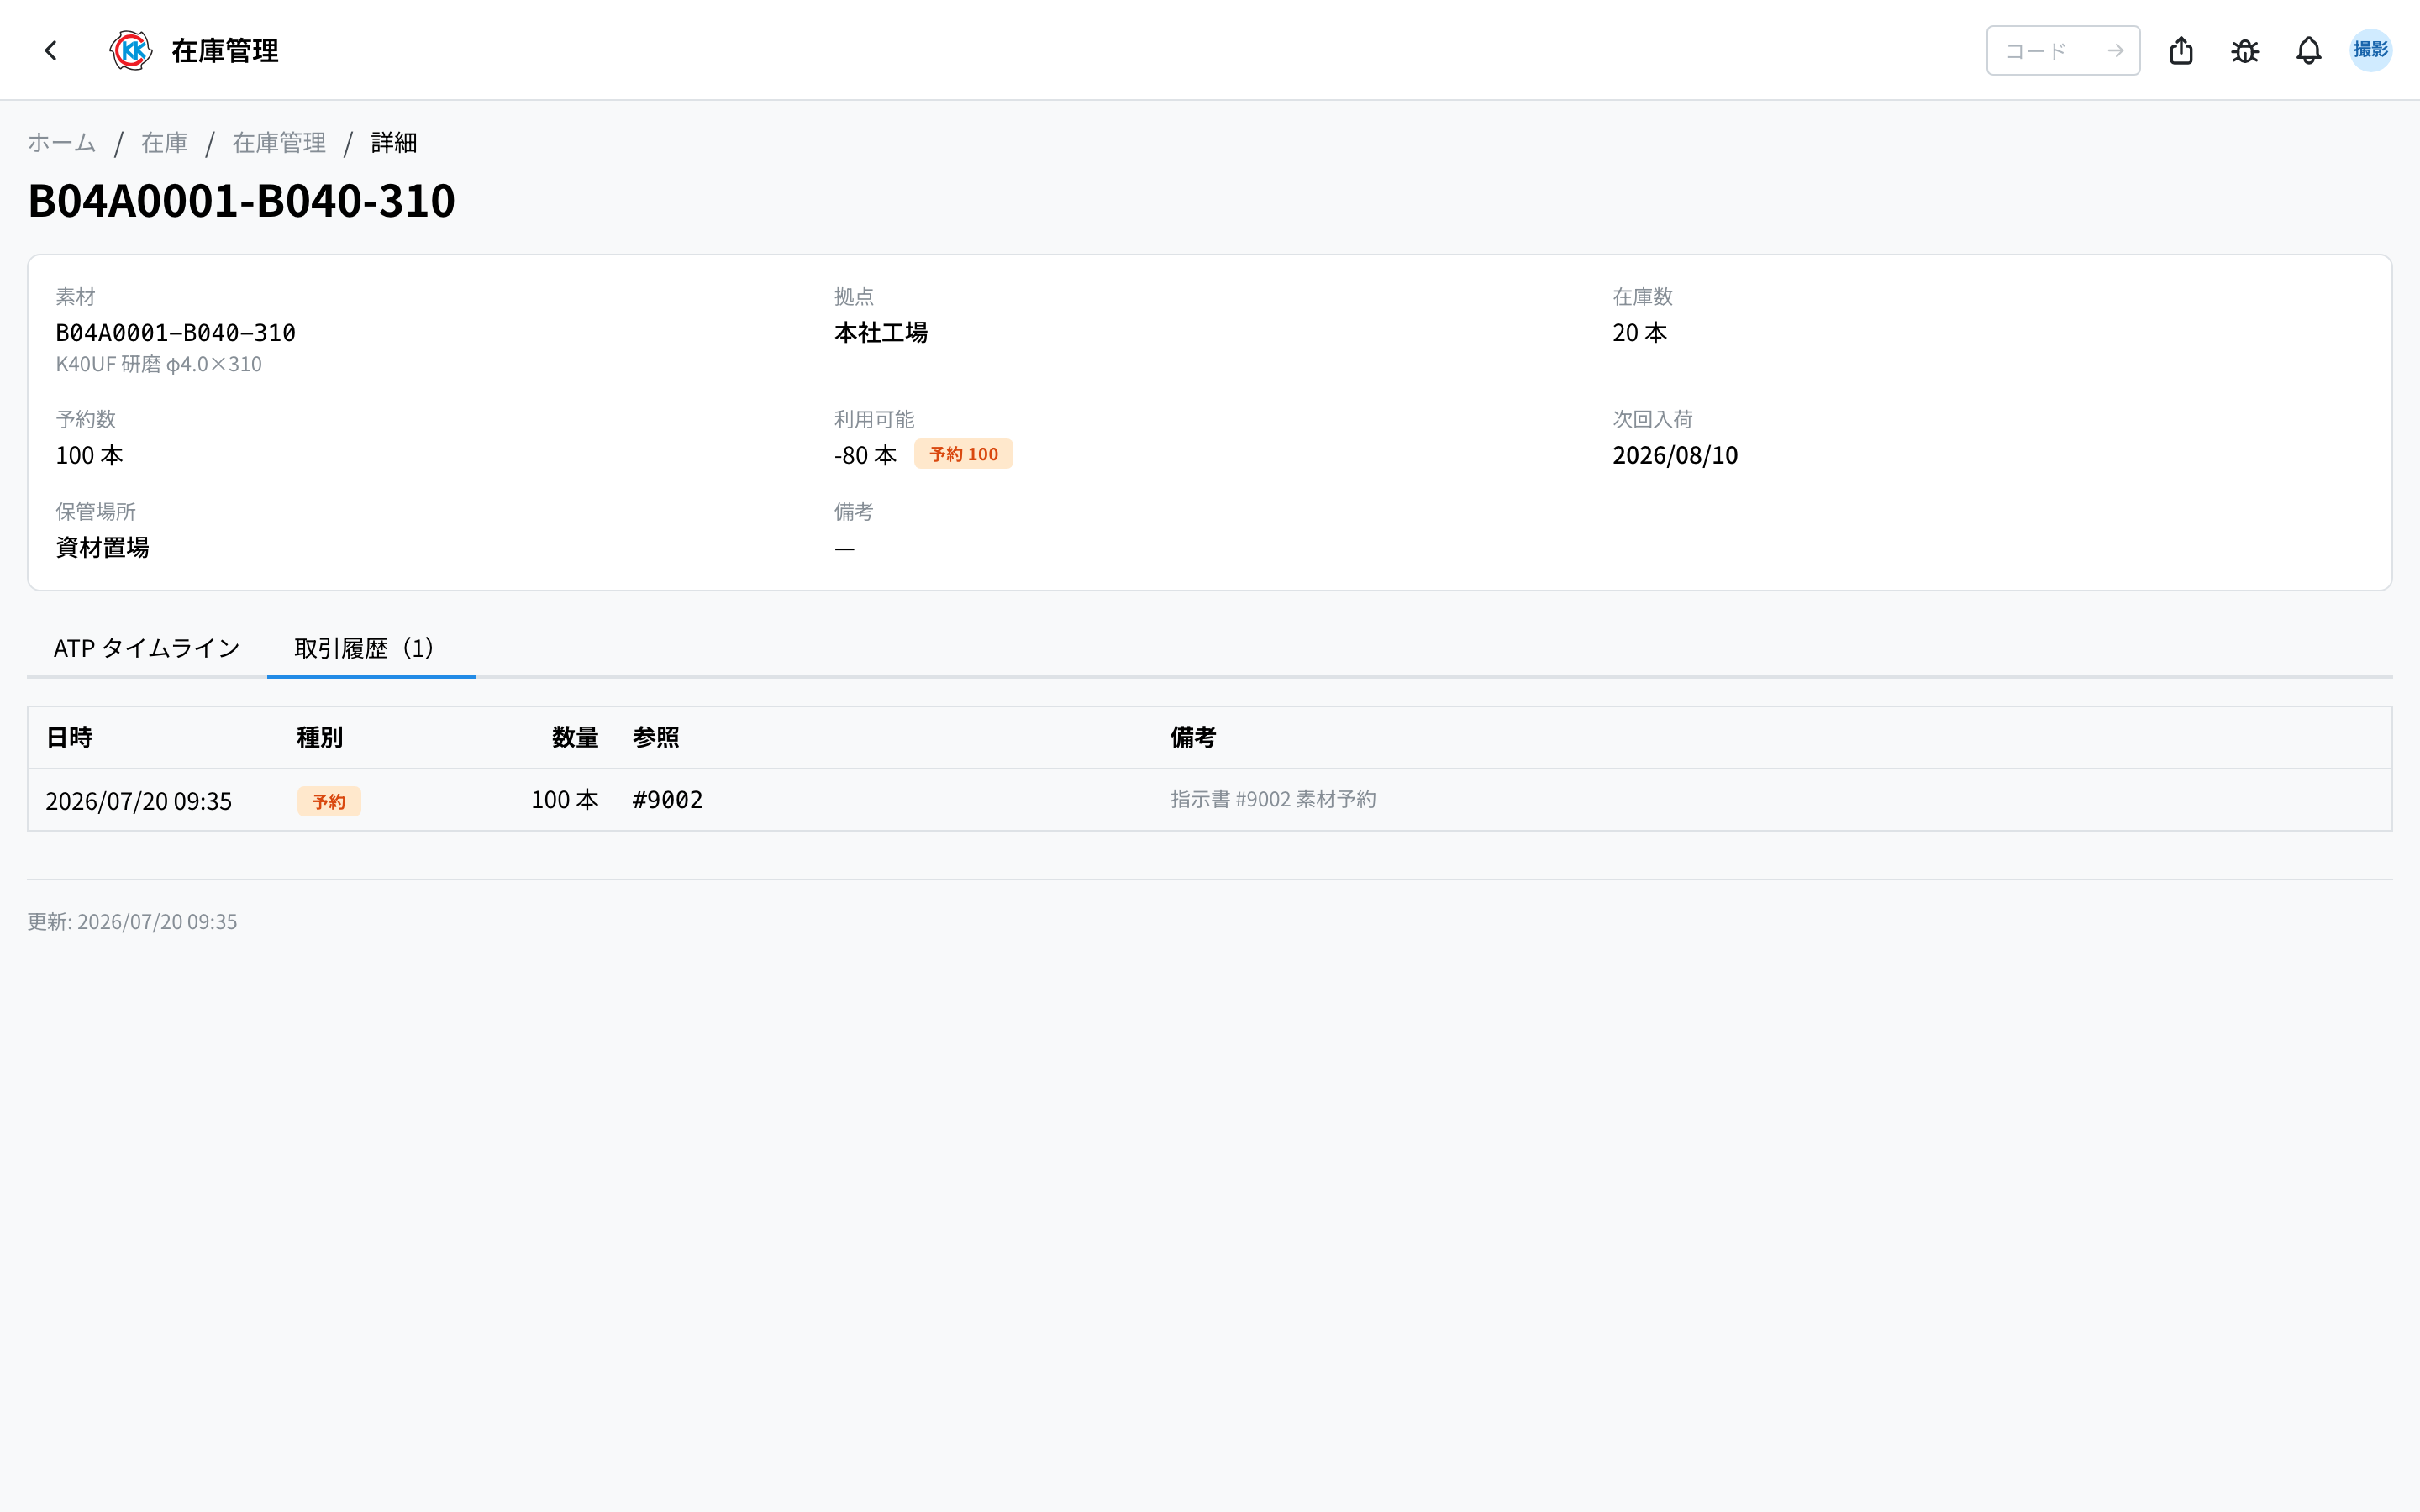 CKK 在庫管理 コード → 撮影
ホーム / 在庫 / 在庫管理 / 詳細
B04A0001-B040-310
素材 拠点 在庫数
B04A0001-B040-310 本社工場 20 本
K40UF 研磨 φ4.0×310
予約数 利用可能 次回入荷
100 本 -80 本 予約 100 2026/08/10
保管場所 備考
資材置場 —
ATP タイムライン 取引履歴（1）
日時 種別 数量 参照 備考
2026/07/20 09:35 予約 100 本 #9002 指示書 #9002 素材予約
更新: 2026/07/20 09:35